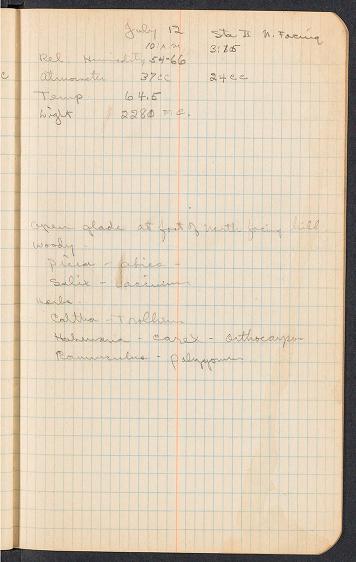 July 12 Sta II N. Facing
10 A.M. 3:15
Rel Humidity 54-66
Atmometer 37cc 24cc
Temp 64.5
Light 2280 F.C.
open glade at foot of north facing hill
woody -
Picea - Abies -
Salix - Vaccinium
Herbs -
Caltha - Trollius
Habenaria - Carex - Orthocarpus
Ranunculus - Polygonum
c